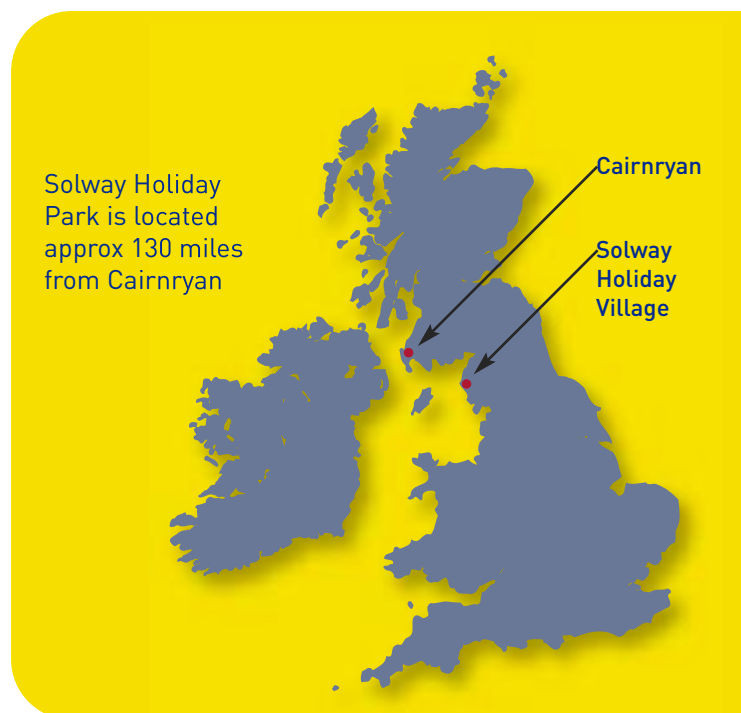 Solway Holiday
Park is located
approx 130 miles
from Cairnryan
Cairnryan
Solway
Holiday
Village